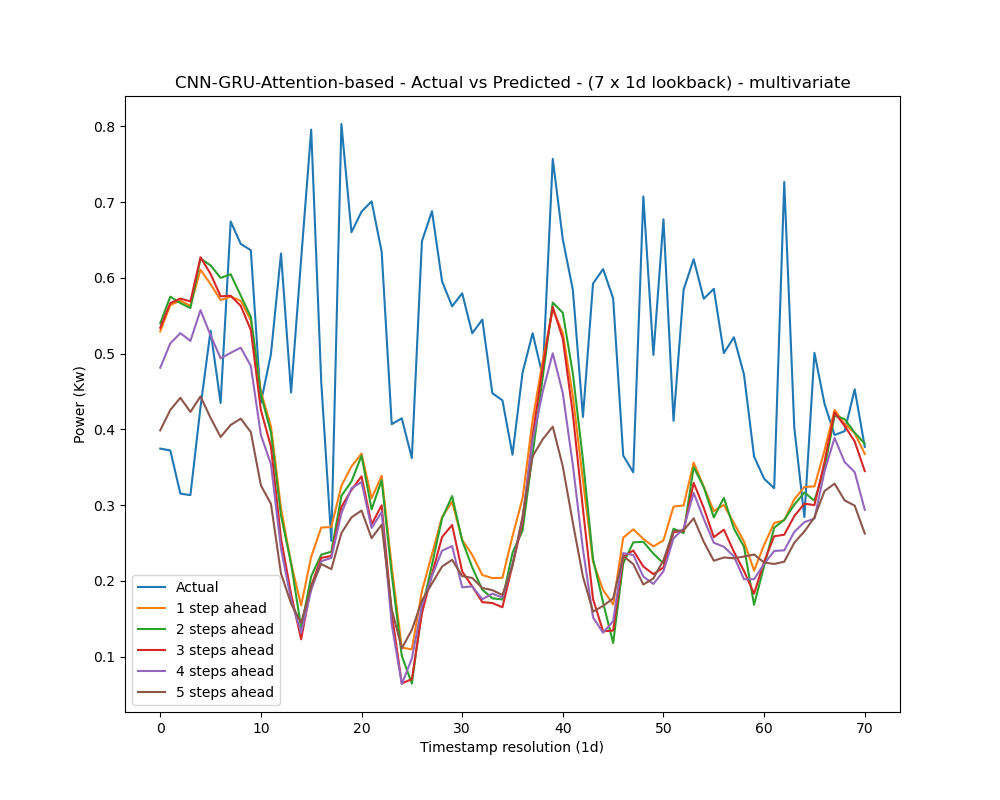 CNN-GRU-Attention-based - Actual vs Predicted - (7 x 1d lookback) - multivariate
Power (Kw)
0.8
0.7
0.6
0.5
0.4
0.3
0.2
0.1
Actual
1 step ahead
2 steps ahead
3 steps ahead
4 steps ahead
5 steps ahead
0 10 20 30 40 50 60 70
Timestamp resolution (1d)